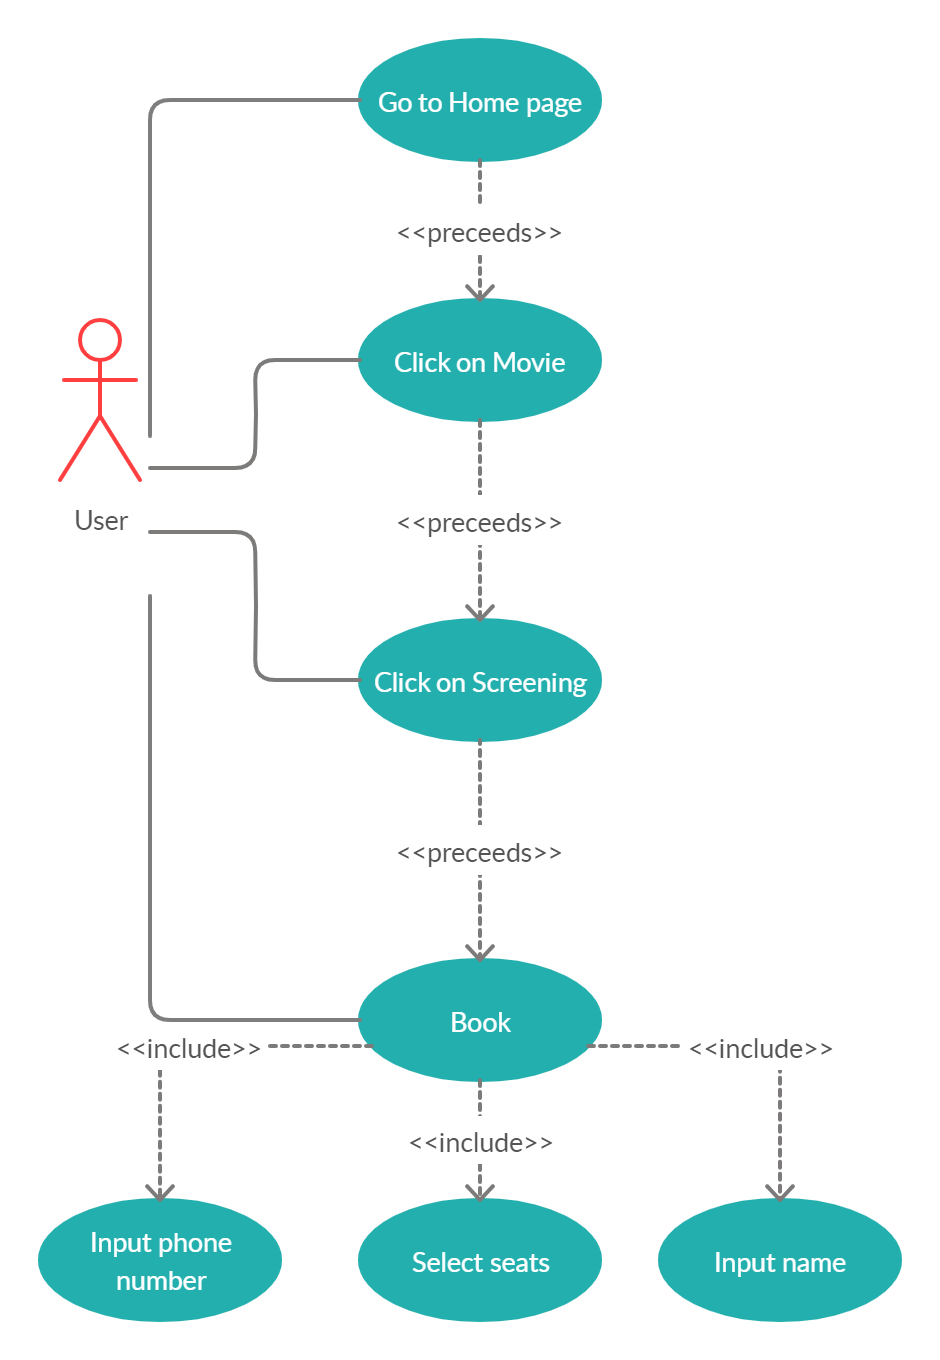 Go to Home page
<<preceeds>>
Click on Movie
User
<<preceeds>>
Click on Screening
<<preceeds>>
Book
<<include>>
<<include>>
<<include>>
Input phone
number
Select seats
Input name